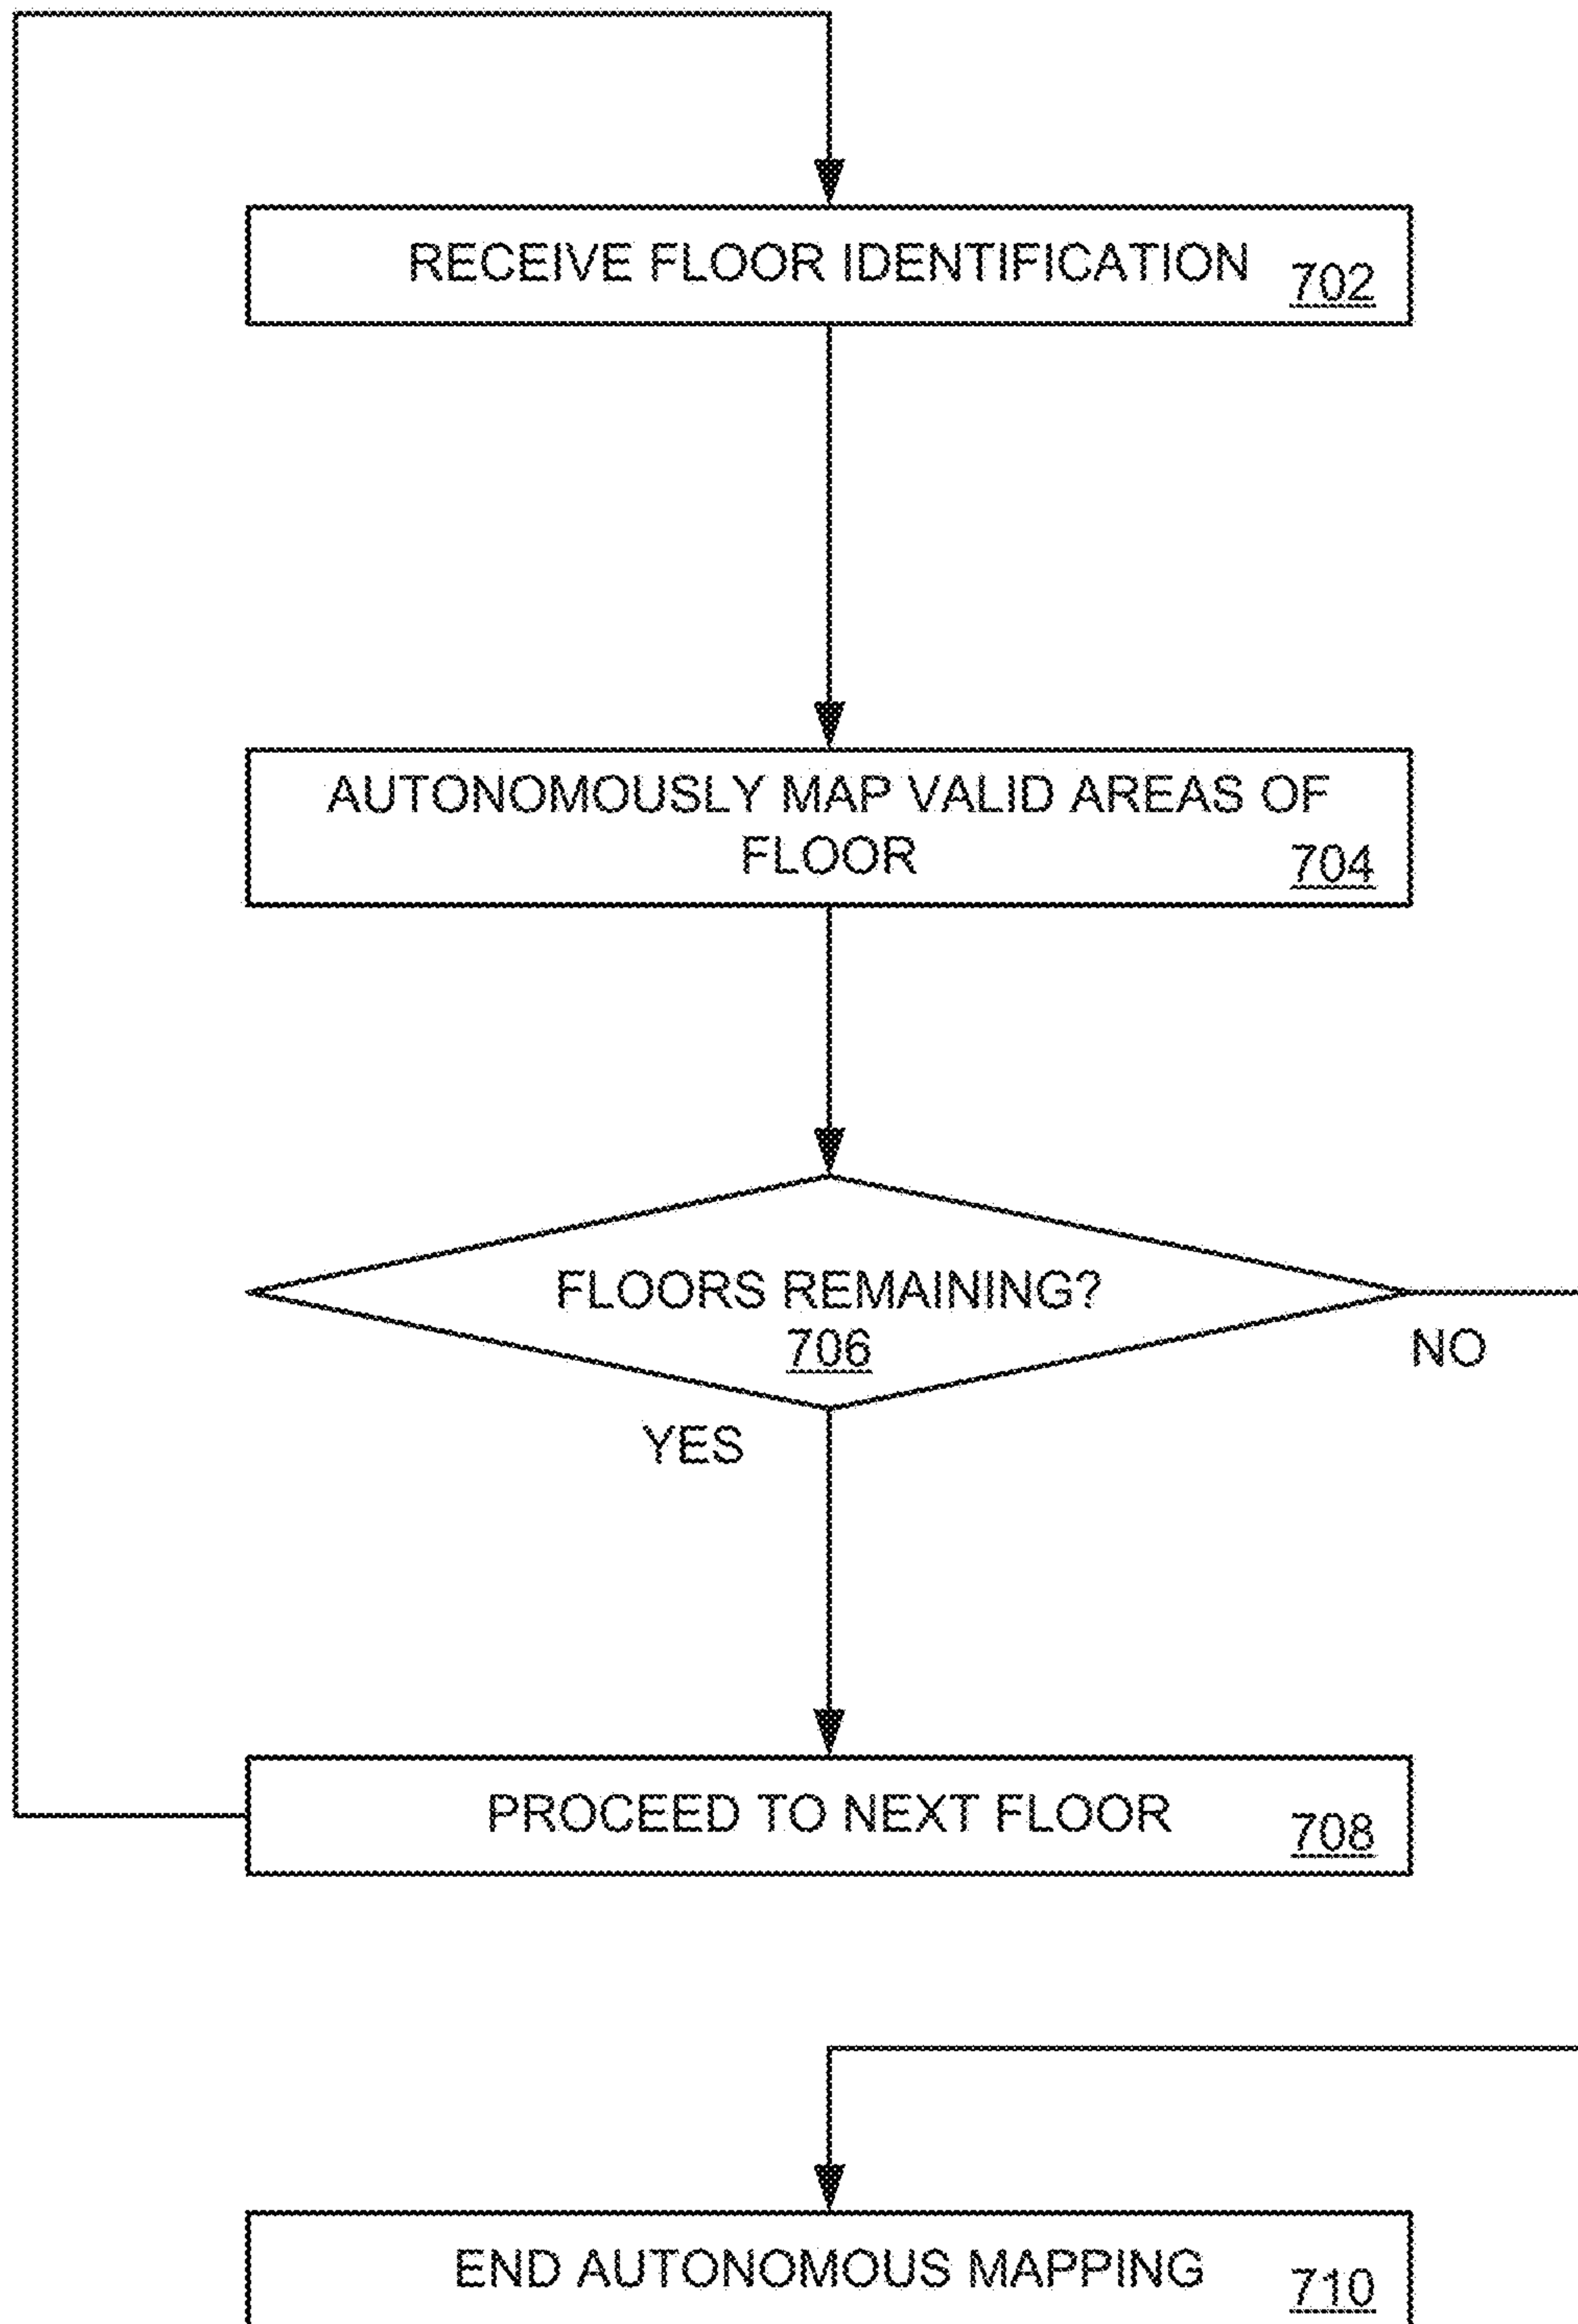 RECEIVE FLOOR IDENTIFICATION
702
AUTONOMOUSLY MAP VALID AREAS OF
FLOOR
704
FLOORS REMAINING?
706
NO
YES
PROCEED TO NEXT FLOOR
708
END AUTONOMOUS MAPPING
710